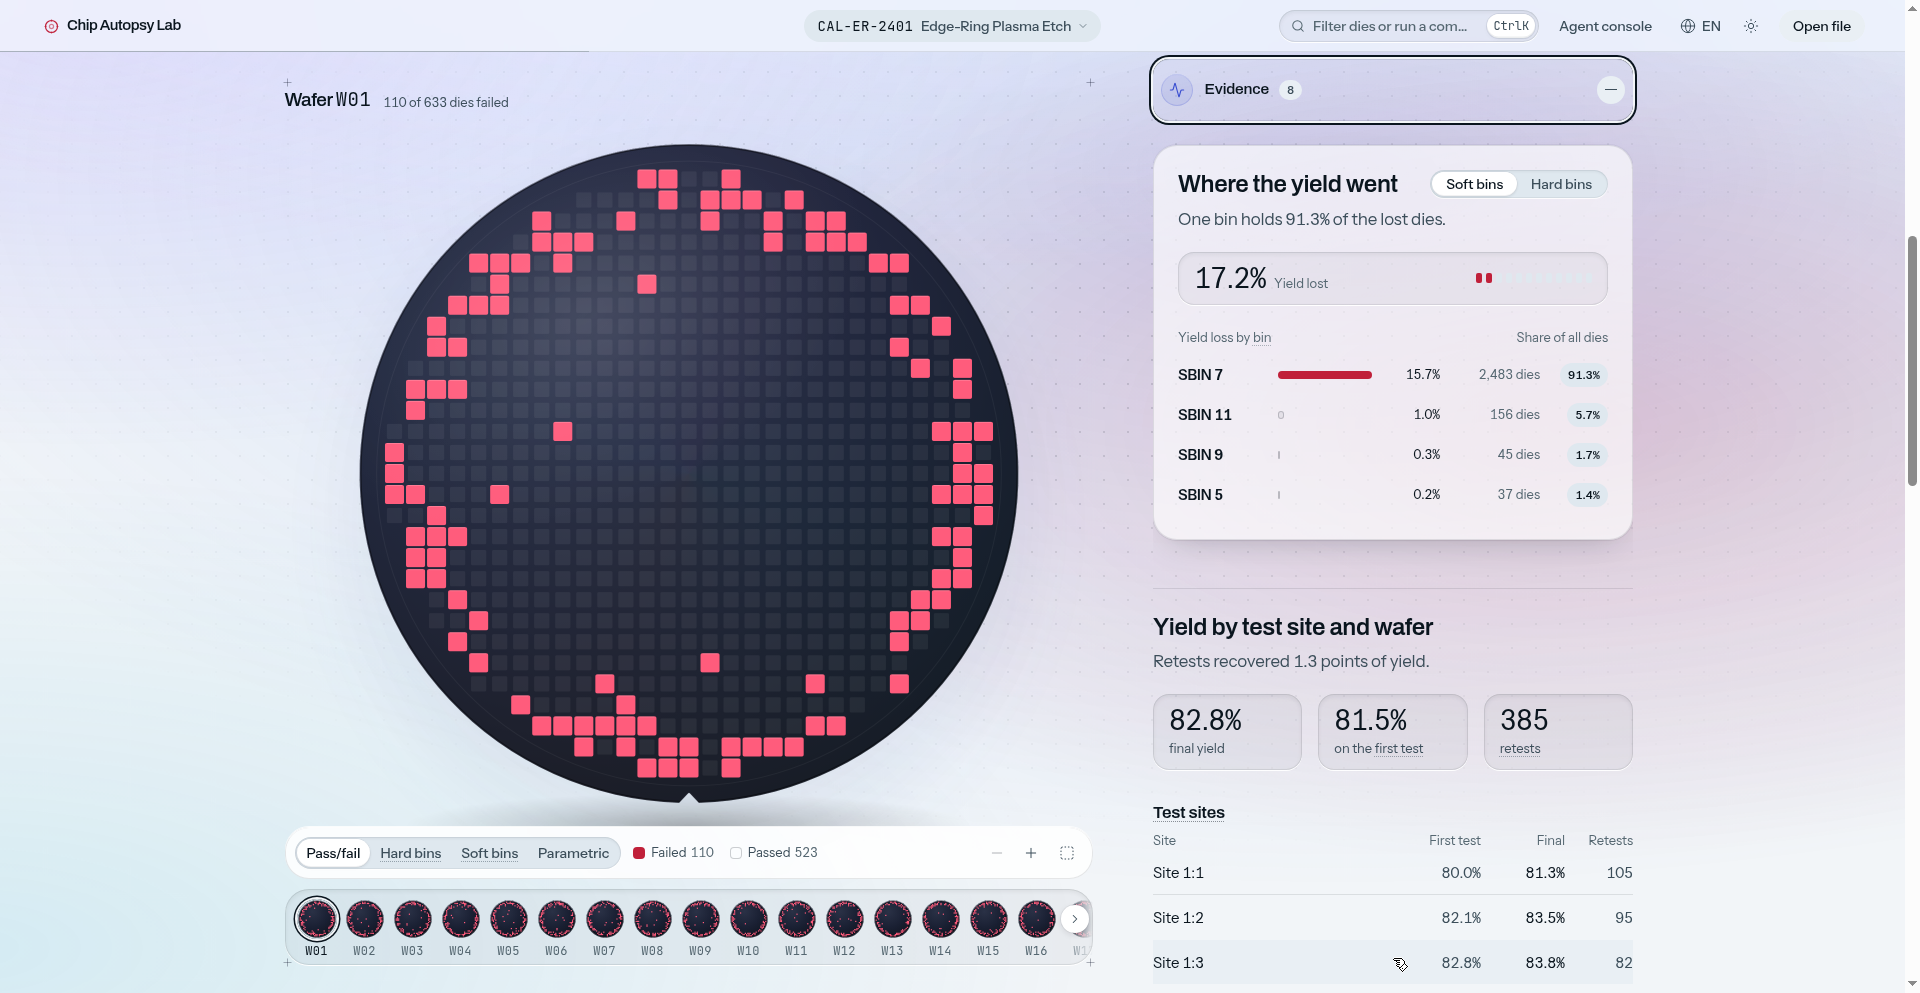 Chip Autopsy Lab
CAL-ER-2401 Edge-Ring Plasma Etch
Filter dies or run a com... CtrlK
Agent console
EN
Open file
Wafer W01 110 of 633 dies failed
Evidence 8
Where the yield went
Soft bins Hard bins
One bin holds 91.3% of the lost dies.
17.2% Yield lost
Yield loss by bin Share of all dies
SBIN 7 15.7% 2,483 dies 91.3%
SBIN 11 1.0% 156 dies 5.7%
SBIN 9 0.3% 45 dies 1.7%
SBIN 5 0.2% 37 dies 1.4%
Yield by test site and wafer
Retests recovered 1.3 points of yield.
82.8% 81.5% 385
final yield on the first test retests
Test sites
Site First test Final Retests
Site 1:1 80.0% 81.3% 105
Site 1:2 82.1% 83.5% 95
Site 1:3 82.8% 83.8% 82
Pass/fail Hard bins Soft bins Parametric Failed 110 Passed 523
W01 W02 W03 W04 W05 W06 W07 W08 W09 W10 W11 W12 W13 W14 W15 W16